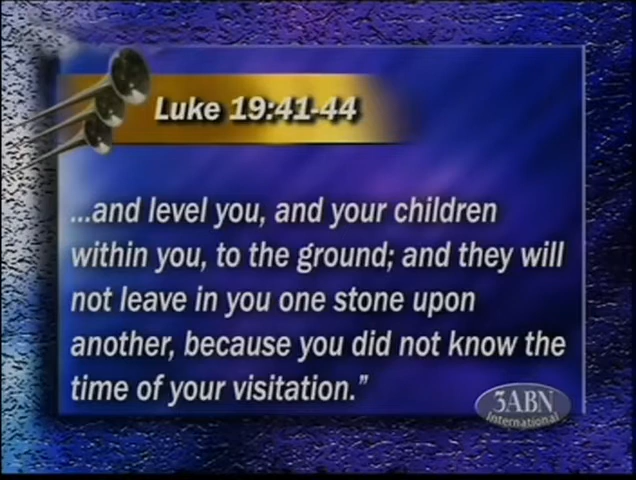 Luke 19:41-44
...and level you, and your children
within you, to the ground; and they will
not leave in you one stone upon
another, because you did not know the
time of your visitation.”
3ABN
International